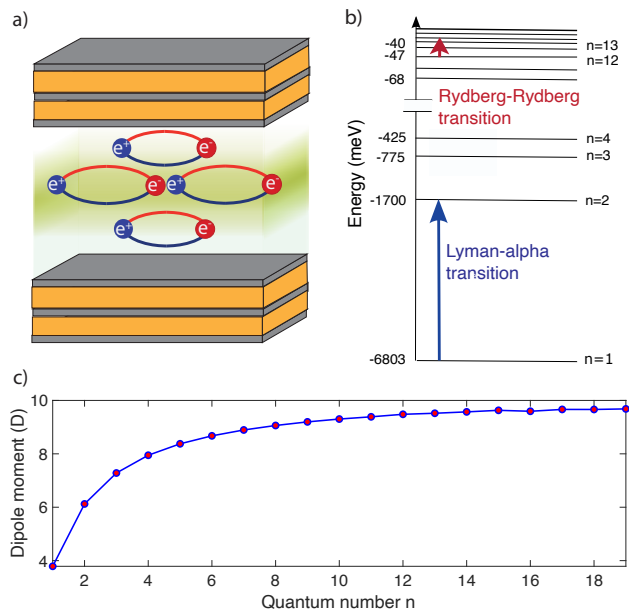 a)
e+ e-
e+ e- e+ e-
e+ e-
b)
Energy (meV)
-40
-47
-68
-425
-775
-1700
-6803
n=13
n=12
n=4
n=3
n=2
n=1
Rydberg-Rydberg
transition
Lyman-alpha
transition
c)
Dipole moment (D)
10
8
6
4
2 4 6 8 10 12 14 16 18
Quantum number n